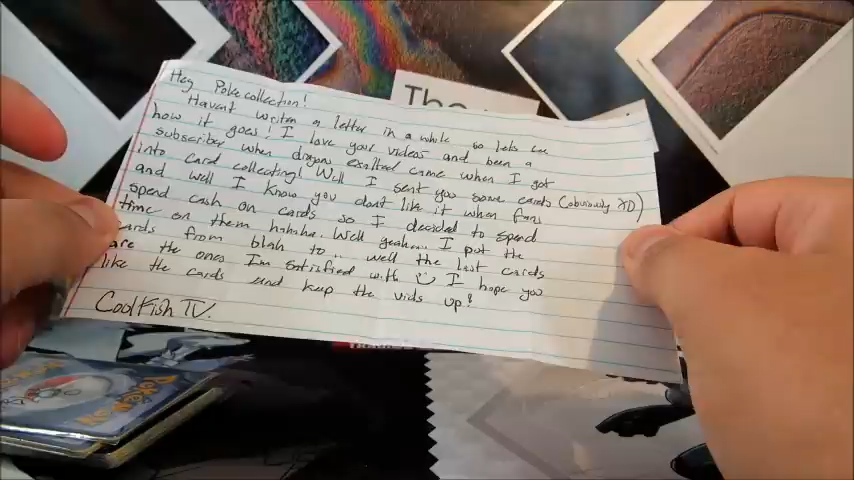 Hey Pokecollection!
Havent written a letter in a while so lets see
how it goes! I love your videos and been a
subscriber when dragon exalted came when I got
into card collecting! Well I sent you some cards (obviously XD)
and well I know you dont like it when fans
spend cash on cards so I decided to spend
time on them hahaha. Well yeah.. I put the
cards from blah to.. well the last cards
are the ones Im satisfied with I hope you
like the cards and keep the vids up!
CoolFish TV.
The
POKéMON